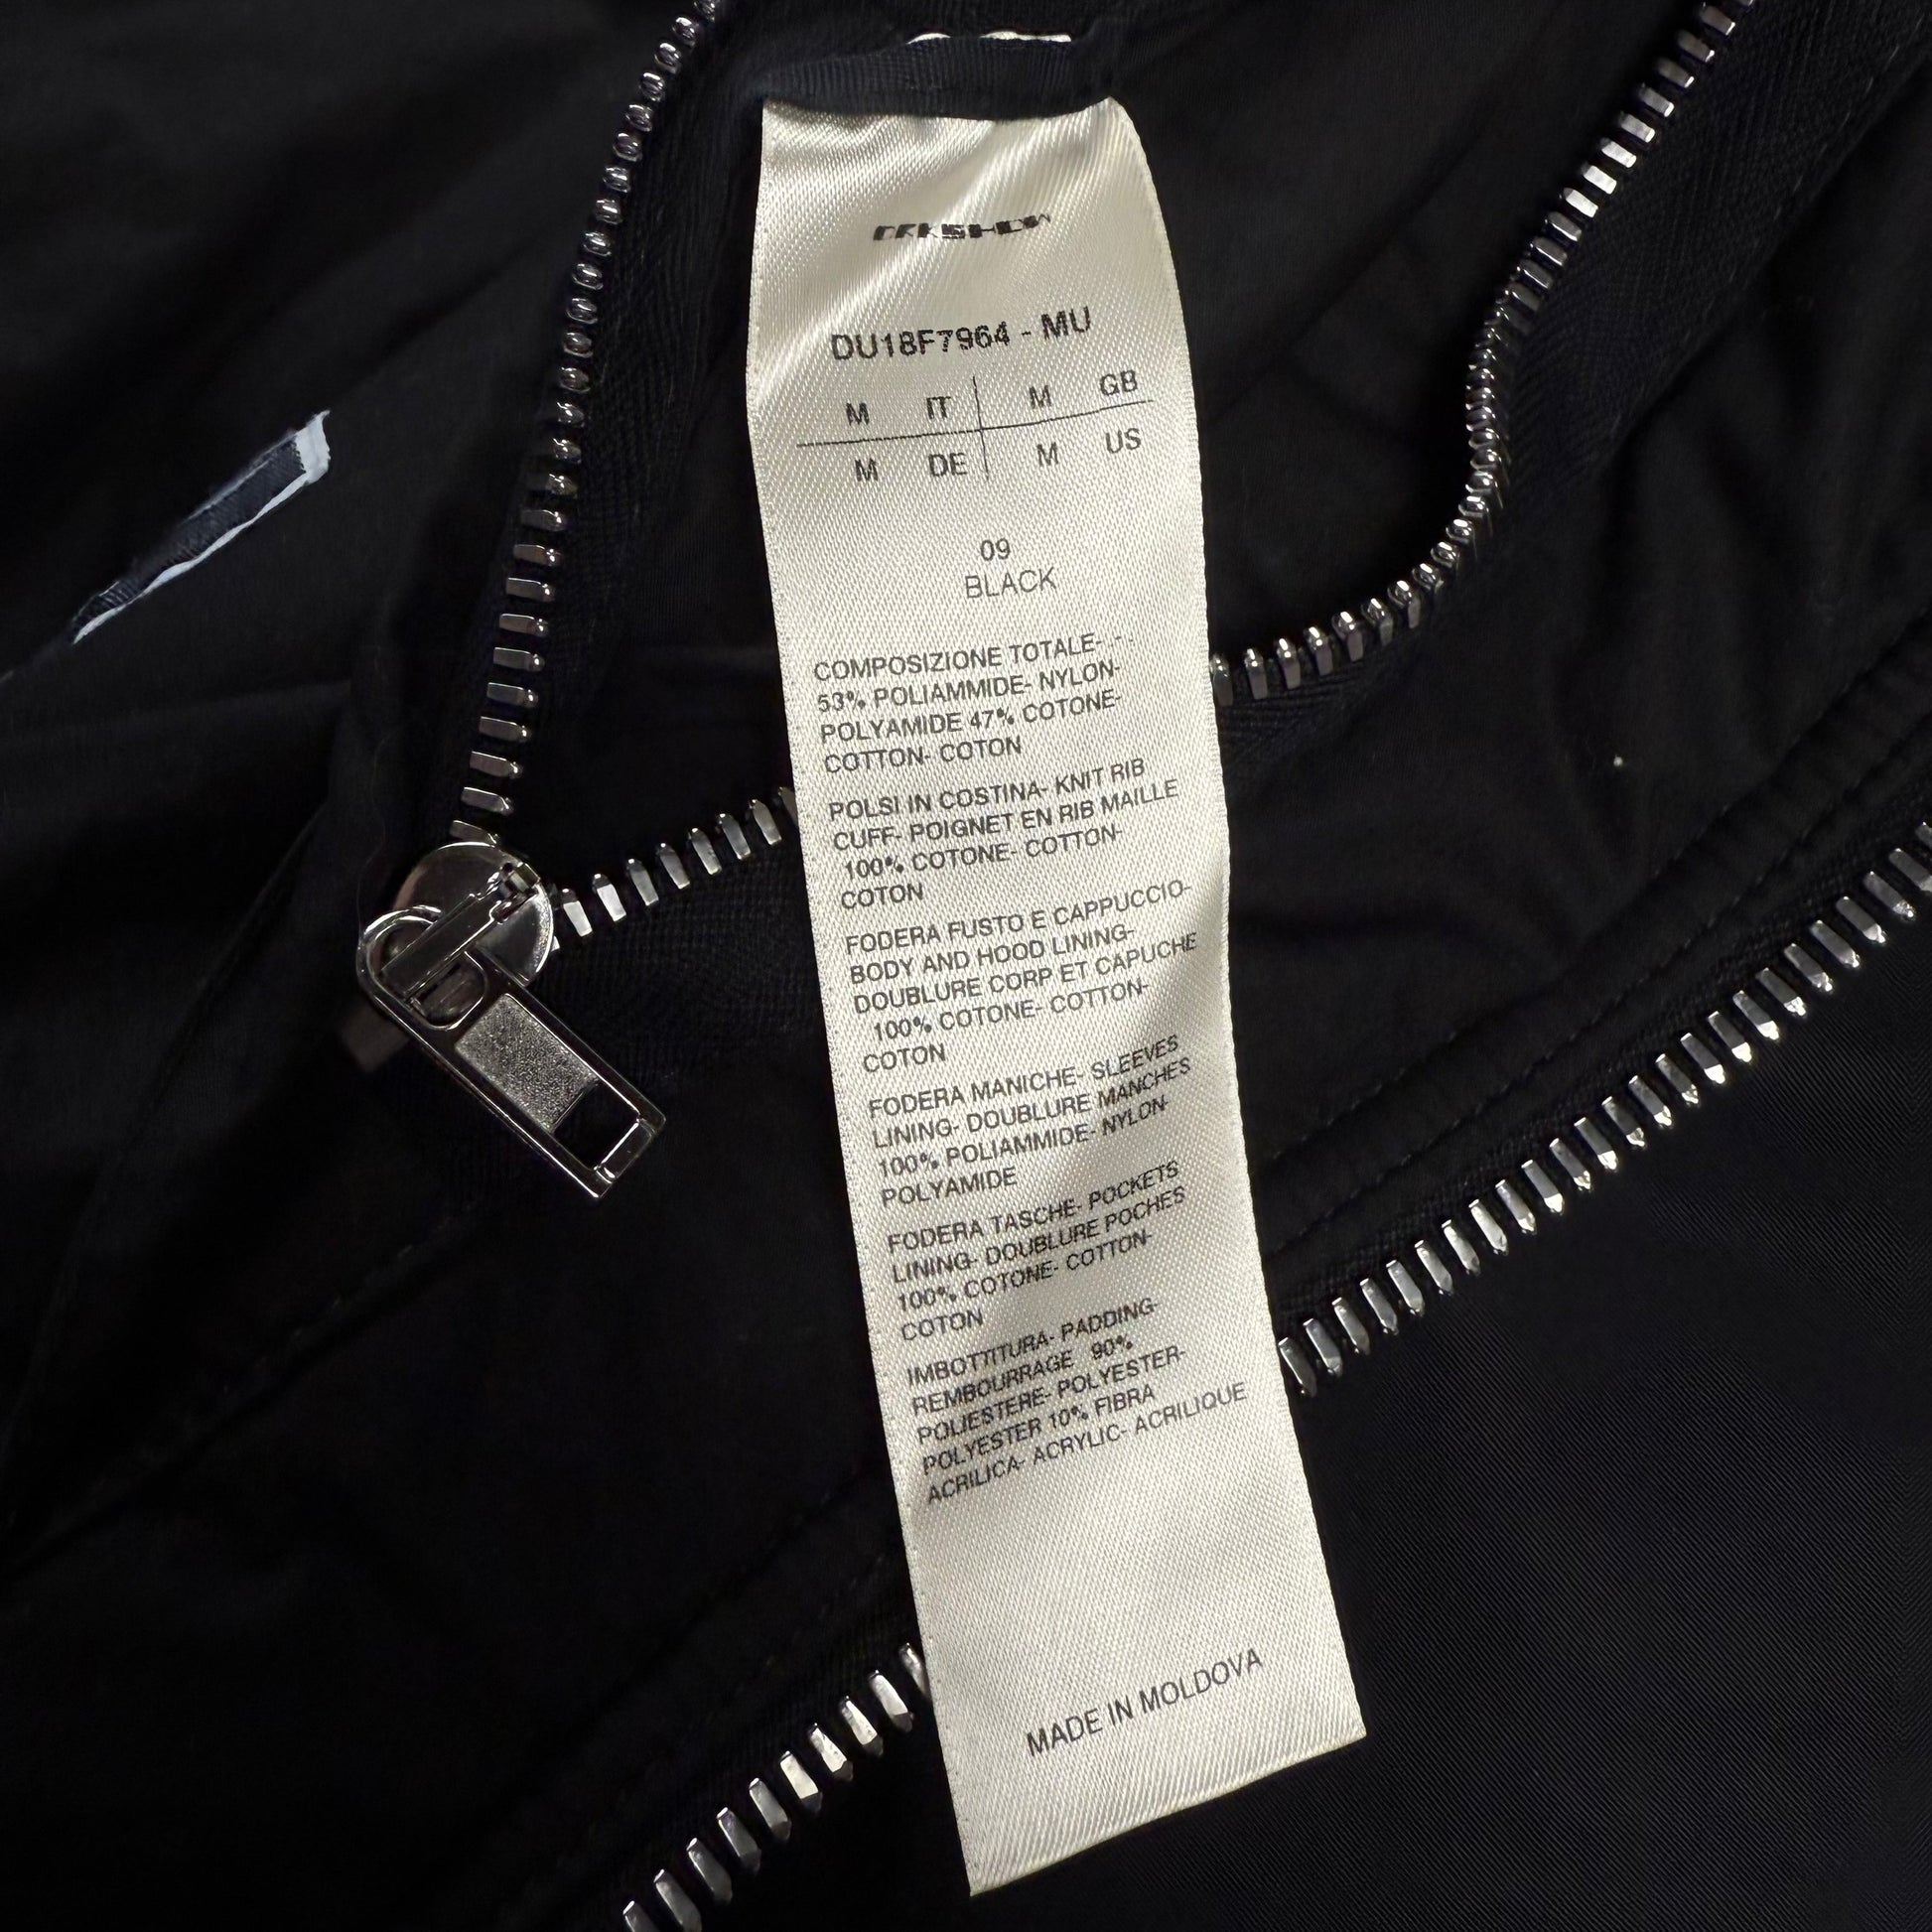 DRKSHDW
DU18F7964 - MU
M IT M GB
M DE M US
09
BLACK
COMPOSIZIONE TOTALE- .-.
53% POLIAMMIDE- NYLON-
POLYAMIDE 47% COTONE-
COTTON- COTON
POLSI IN COSTINA- KNIT RIB
CUFF- POIGNET EN RIB MAILLE
100% COTONE- COTTON-
COTON
FODERA FUSTO E CAPPUCCIO-
BODY AND HOOD LINING-
DOUBLURE CORP ET CAPUCHE
100% COTONE- COTTON-
COTON
FODERA MANICHE- SLEEVES
LINING- DOUBLURE MANCHES
100% POLIAMMIDE- NYLON-
POLYAMIDE
FODERA TASCHE- POCKETS
LINING- DOUBLURE POCHES
100% COTONE- COTTON-
COTON
IMBOTTITURA- PADDING-
REMBOURRAGE 90%
POLIESTERE- POLYESTER-
POLYESTER 10% FIBRA
ACRILICA- ACRYLIC- ACRILIQUE
MADE IN MOLDOVA